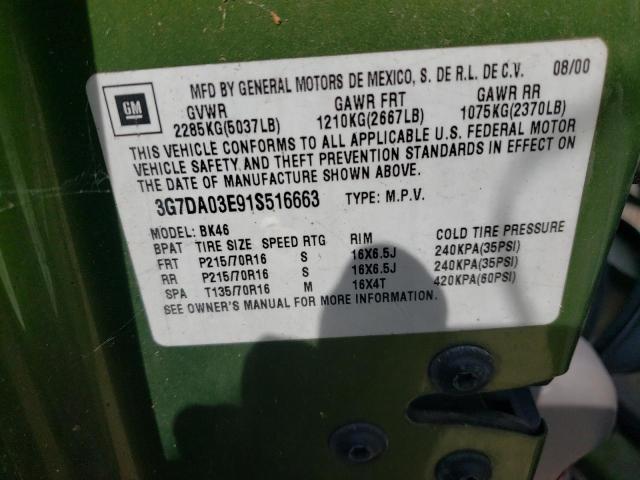 GM
MFD BY GENERAL MOTORS DE MEXICO, S. DE R.L. DE C.V. 08/00
GVWR GAWR FRT GAWR RR
2285KG(5037LB) 1210KG(2667LB) 1075KG(2370LB)
THIS VEHICLE CONFORMS TO ALL APPLICABLE U.S. FEDERAL MOTOR
VEHICLE SAFETY, AND THEFT PREVENTION STANDARDS IN EFFECT ON
THE DATE OF MANUFACTURE SHOWN ABOVE.
3G7DA03E91S516663 TYPE: M.P.V.
MODEL: BK46
BPAT TIRE SIZE SPEED RTG RIM COLD TIRE PRESSURE
FRT P215/70R16 S 16X6.5J 240KPA(35PSI)
RR P215/70R16 S 16X6.5J 240KPA(35PSI)
SPA T135/70R16 M 16X4T 420KPA(60PSI)
SEE OWNER'S MANUAL FOR MORE INFORMATION.